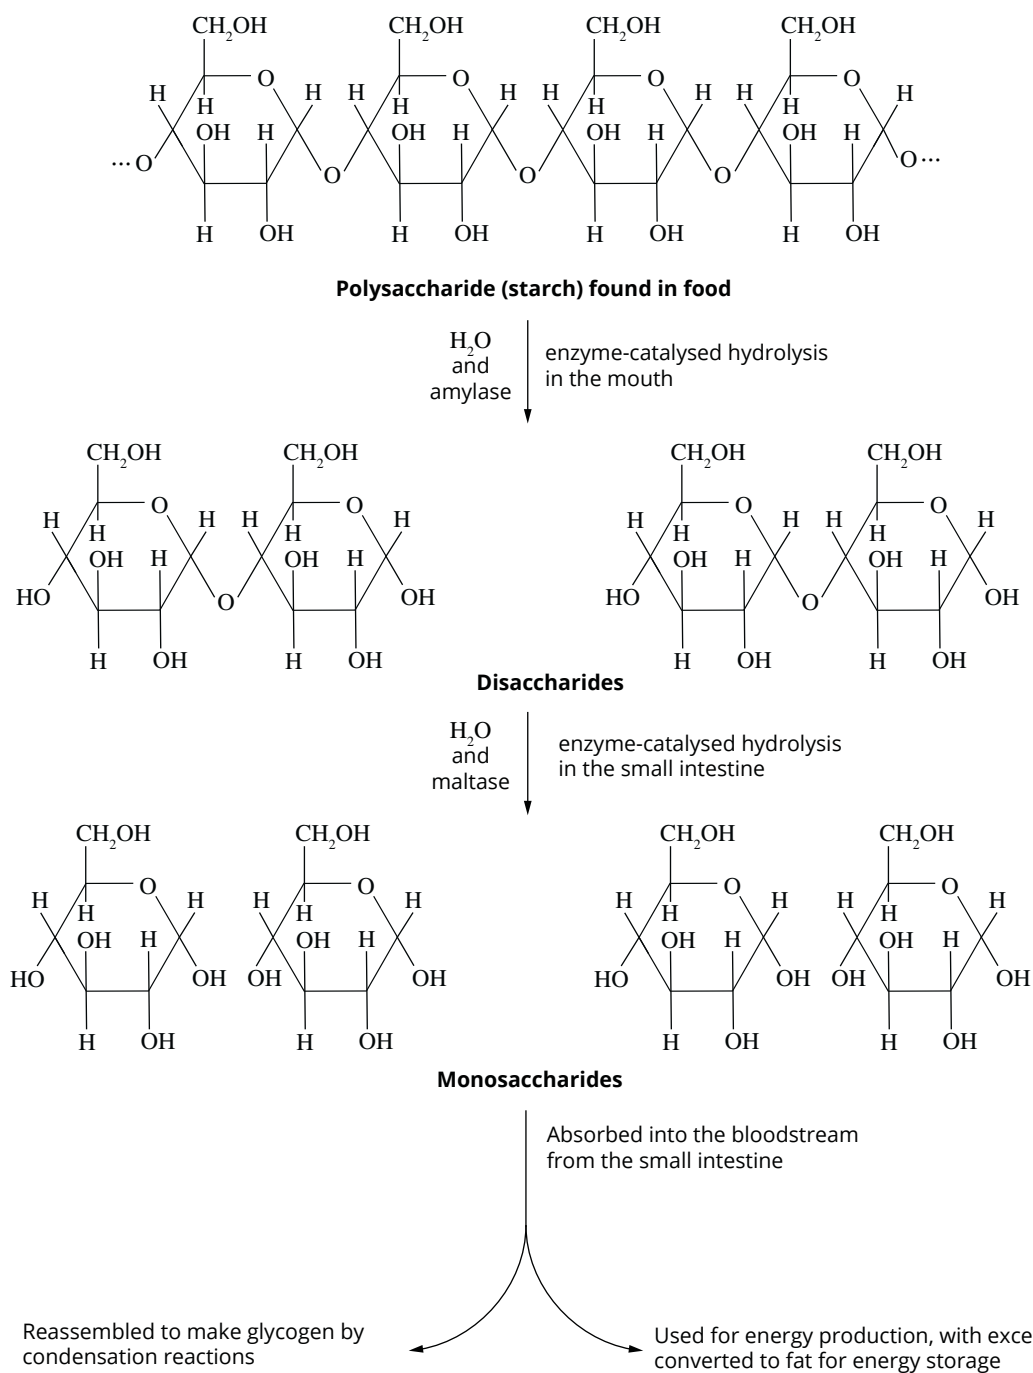 CH₂OH CH₂OH CH₂OH CH₂OH
O O O O
H H H H H H H H
H H H H
OH H OH H OH H OH H
···O O O O O···
H OH H OH H OH H OH
Polysaccharide (starch) found in food
H₂O
and
amylase
enzyme-catalysed hydrolysis
in the mouth
CH₂OH CH₂OH CH₂OH CH₂OH
O O O O
H H H H H H H H
H H H H
OH H OH H OH H OH H
HO O OH HO O OH
H OH H OH H OH H OH
Disaccharides
H₂O
and
maltase
enzyme-catalysed hydrolysis
in the small intestine
CH₂OH CH₂OH CH₂OH CH₂OH
O O O O
H H H H H H H H
H H H H
OH H OH H OH H OH H
HO OH OH OH HO OH OH OH
H OH H OH H OH H OH
Monosaccharides
Absorbed into the bloodstream
from the small intestine
Reassembled to make glycogen by
condensation reactions
Used for energy production, with exce
converted to fat for energy storage